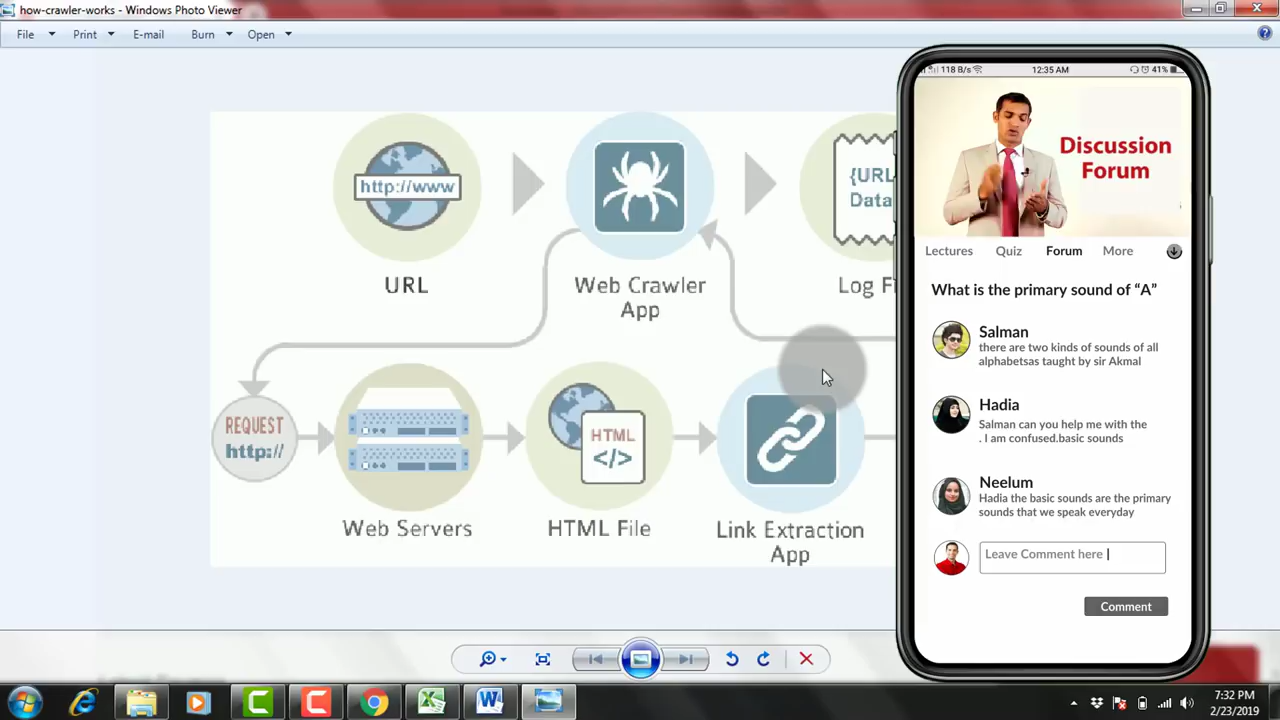 how-crawler-works - Windows Photo Viewer
File Print E-mail Burn Open
http://www
{URL
Data
URL
Web Crawler
App
Log Fi
REQUEST
http://
HTML
</>
Web Servers
HTML File
Link Extraction
App
118 B/s 12:35 AM 41%
Discussion
Forum
Lectures Quiz Forum More
What is the primary sound of “A”
Salman
there are two kinds of sounds of all
alphabetsas taught by sir Akmal
Hadia
Salman can you help me with the
. I am confused.basic sounds
Neelum
Hadia the basic sounds are the primary
sounds that we speak everyday
Leave Comment here
Comment
7:32 PM
2/23/2019